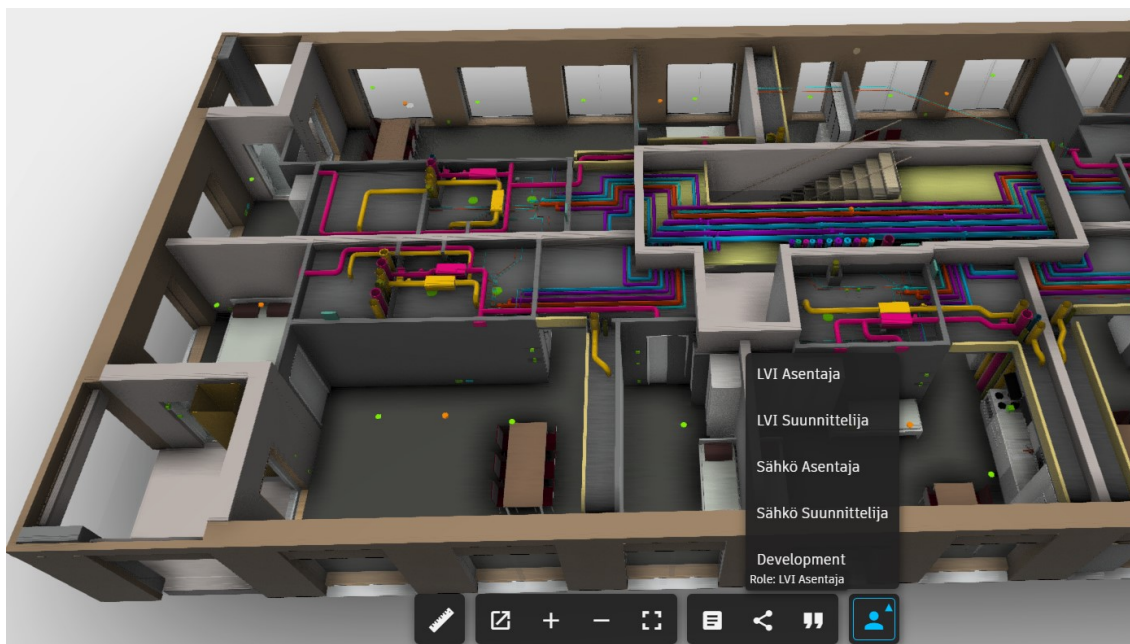 LVI Asentaja
LVI Suunnittelija
Sähkö Asentaja
Sähkö Suunnittelija
Development
Role: LVI Asentaja